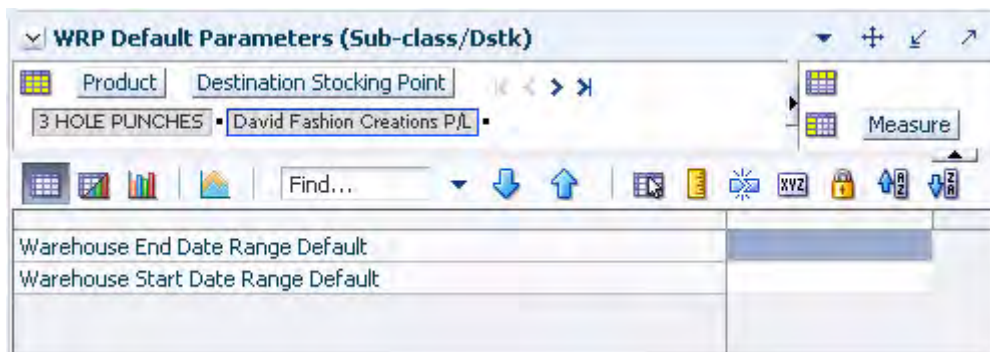 WRP Default Parameters (Sub-class/Dstk)
Product Destination Stocking Point
3 HOLE PUNCHES David Fashion Creations P/L
Measure
Find...
XYZ
A
Z
Z
A
Warehouse End Date Range Default
Warehouse Start Date Range Default